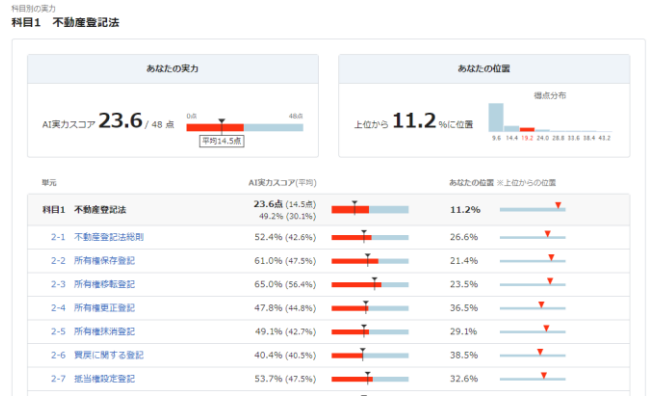 科目別の実力
科目1 不動産登記法
あなたの実力
あなたの位置
AI実力スコア 23.6 / 48 点
0点
48点
平均14.5点
上位から 11.2 %に位置
得点分布
9.6 14.4 19.2 24.0 28.8 33.6 38.4 43.2
単元 AI実力スコア(平均) あなたの位置 ※上位からの位置
科目1 不動産登記法 23.6点 (14.5点) 11.2%
49.2% (30.1%)
2-1 不動産登記法総則 52.4% (42.6%) 26.6%
2-2 所有権保存登記 61.0% (47.5%) 21.4%
2-3 所有権移転登記 65.0% (56.4%) 23.5%
2-4 所有権更正登記 47.8% (44.8%) 36.5%
2-5 所有権抹消登記 49.1% (42.7%) 29.1%
2-6 買戻に関する登記 40.4% (40.5%) 38.5%
2-7 抵当権設定登記 53.7% (47.5%) 32.6%